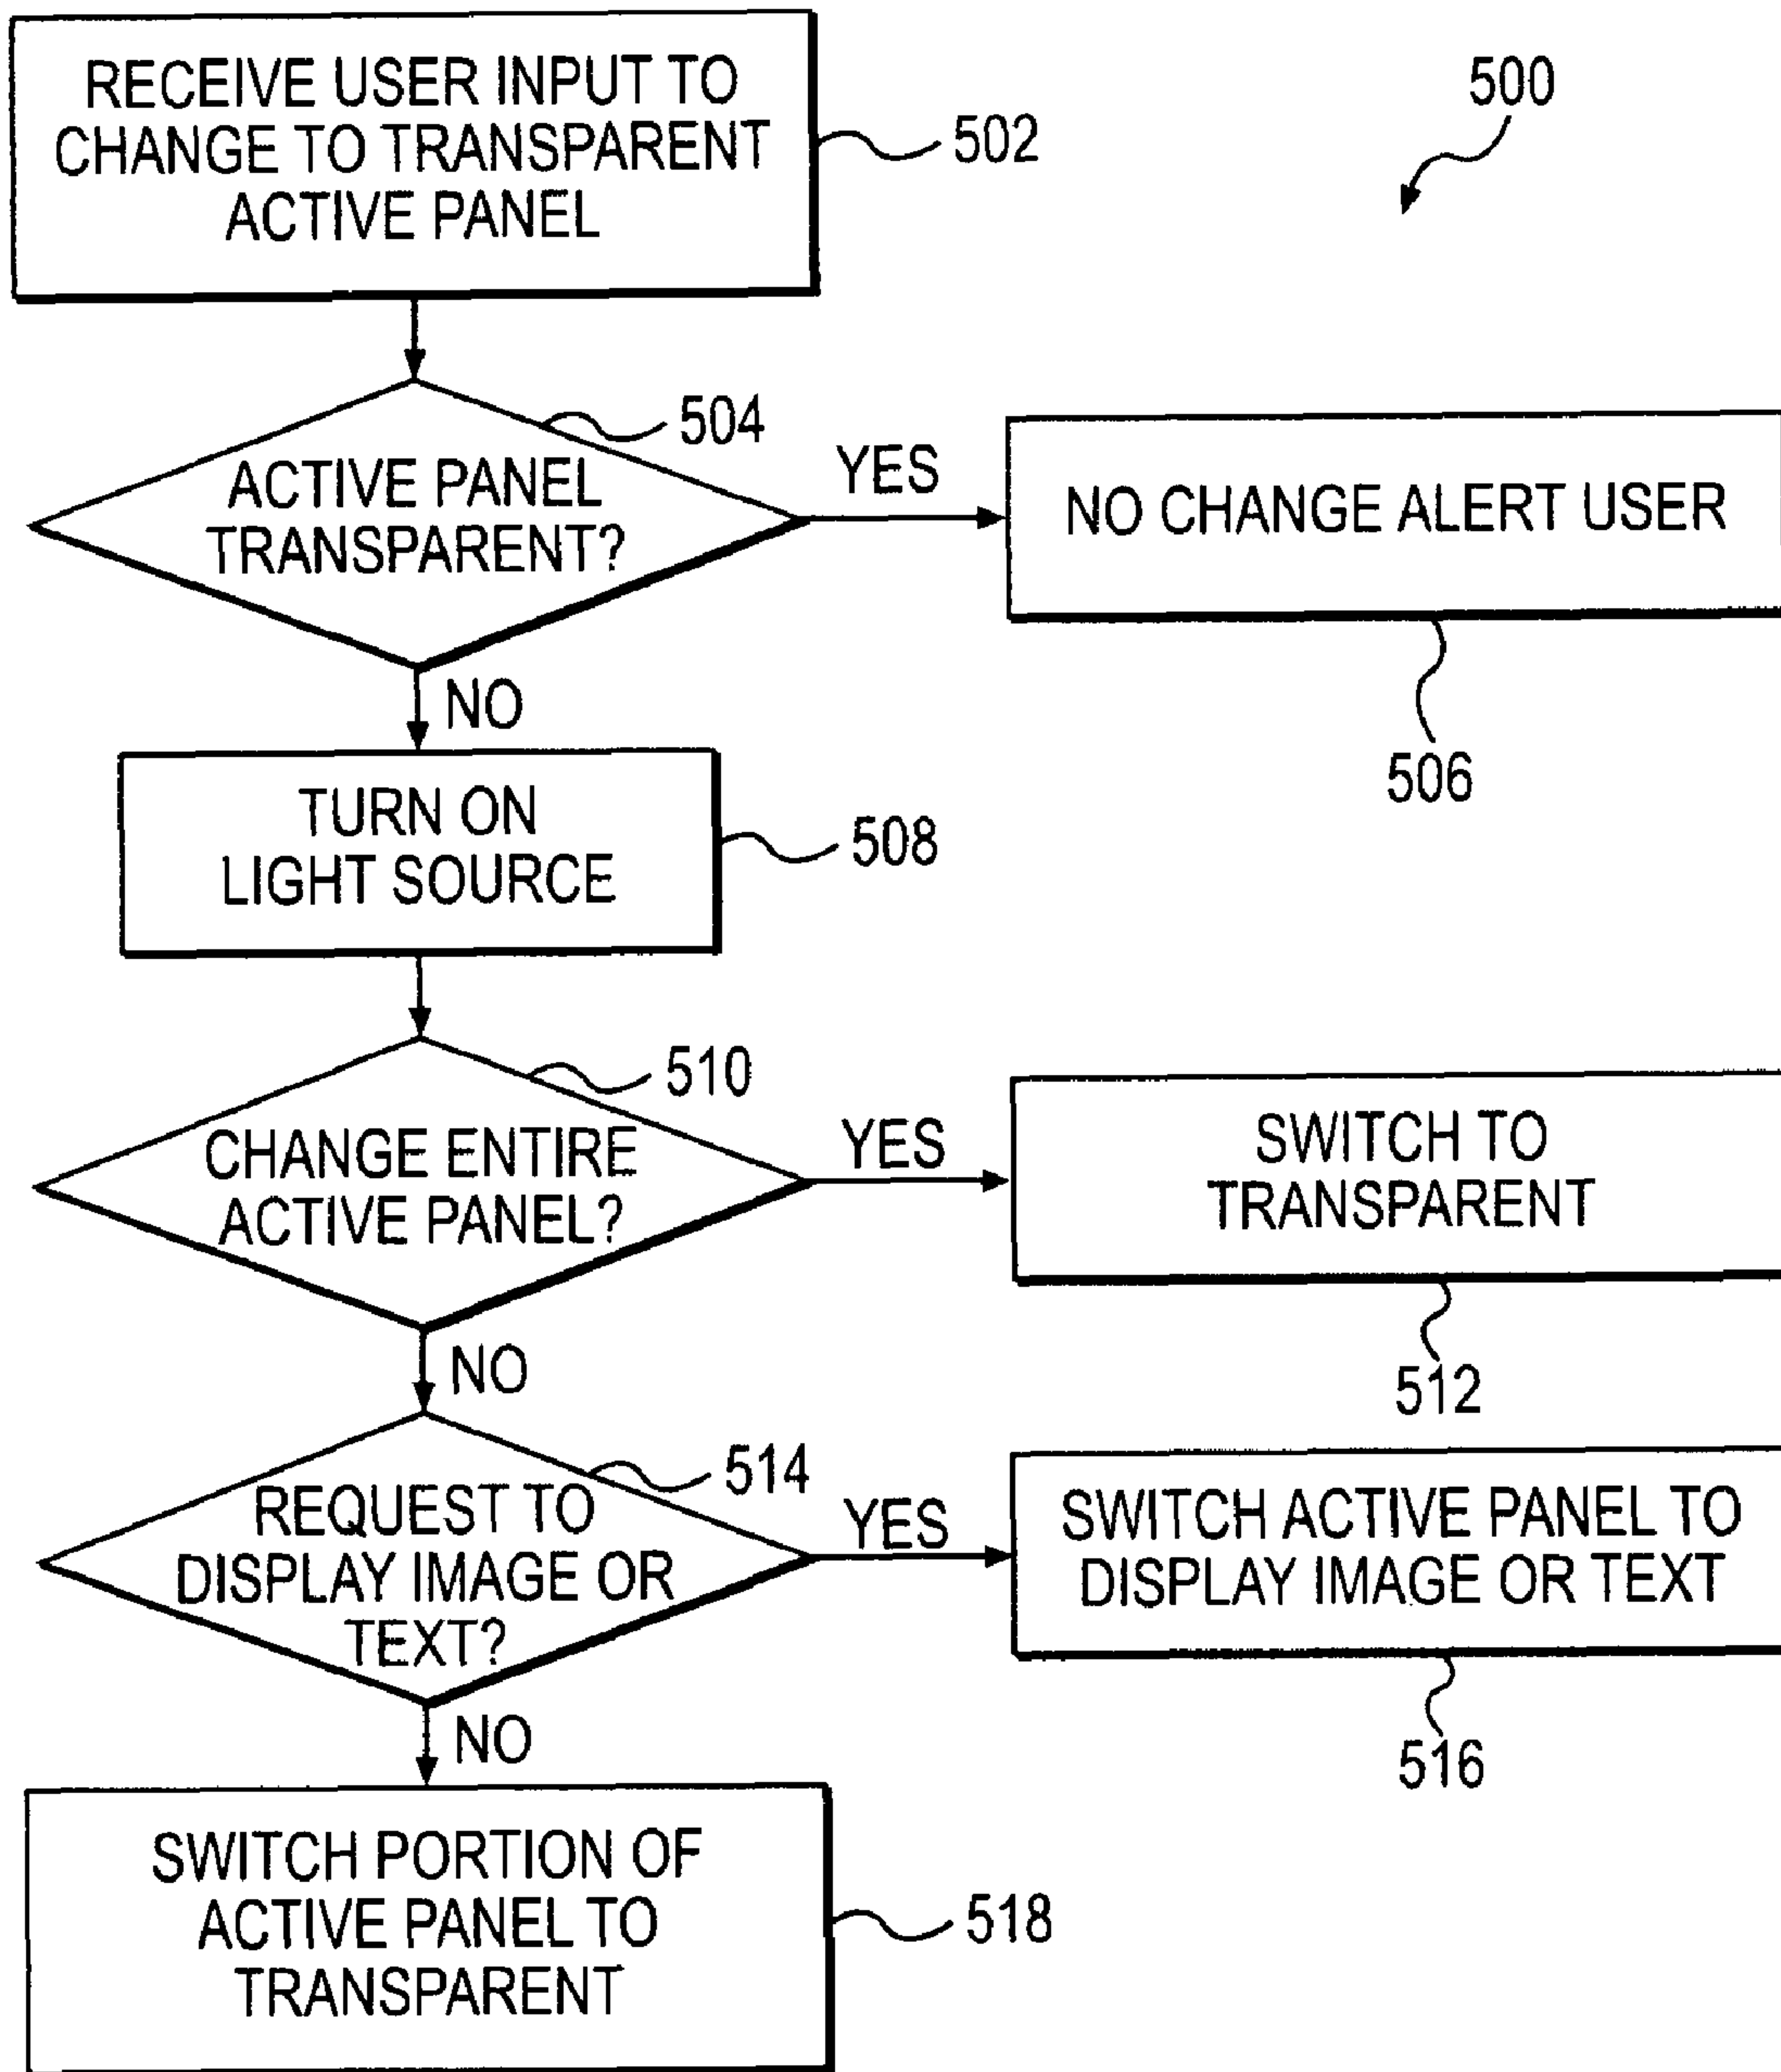 RECEIVE USER INPUT TO
CHANGE TO TRANSPARENT
ACTIVE PANEL
502
500
504
ACTIVE PANEL
TRANSPARENT?
YES
NO CHANGE ALERT USER
506
NO
TURN ON
LIGHT SOURCE
508
510
CHANGE ENTIRE
ACTIVE PANEL?
YES
SWITCH TO
TRANSPARENT
512
NO
514
REQUEST TO
DISPLAY IMAGE OR
TEXT?
YES
SWITCH ACTIVE PANEL TO
DISPLAY IMAGE OR TEXT
516
NO
SWITCH PORTION OF
ACTIVE PANEL TO
TRANSPARENT
518